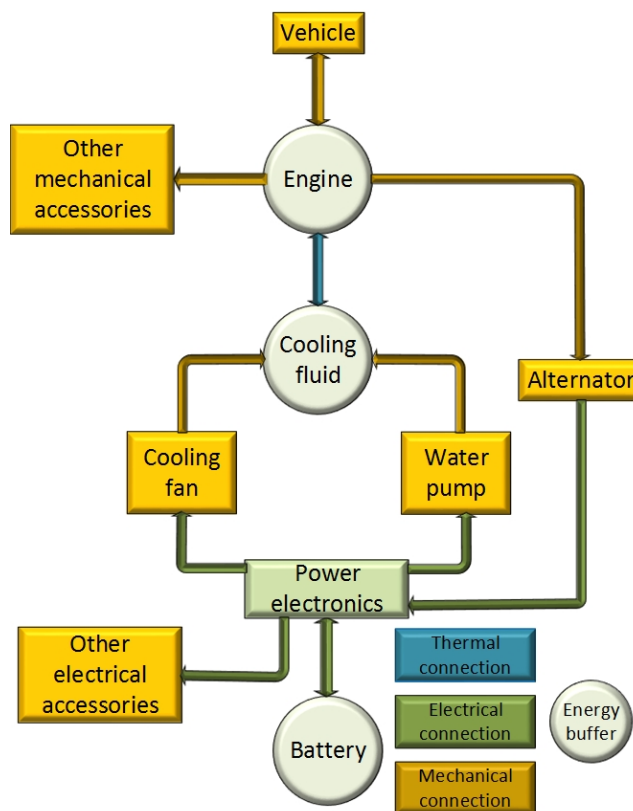 Vehicle
Other
mechanical
accessories
Engine
Cooling
fluid
Alternator
Cooling
fan
Water
pump
Power
electronics
Other
electrical
accessories
Battery
Thermal
connection
Electrical
connection
Mechanical
connection
Energy
buffer